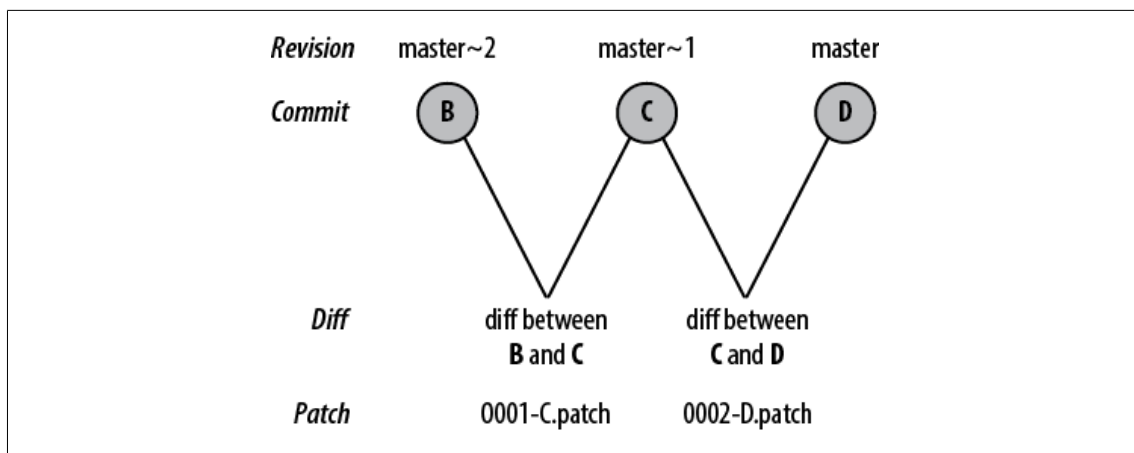 Revision master~2 master~1 master
Commit B C D
Diff diff between diff between
B and C C and D
Patch 0001-C.patch 0002-D.patch